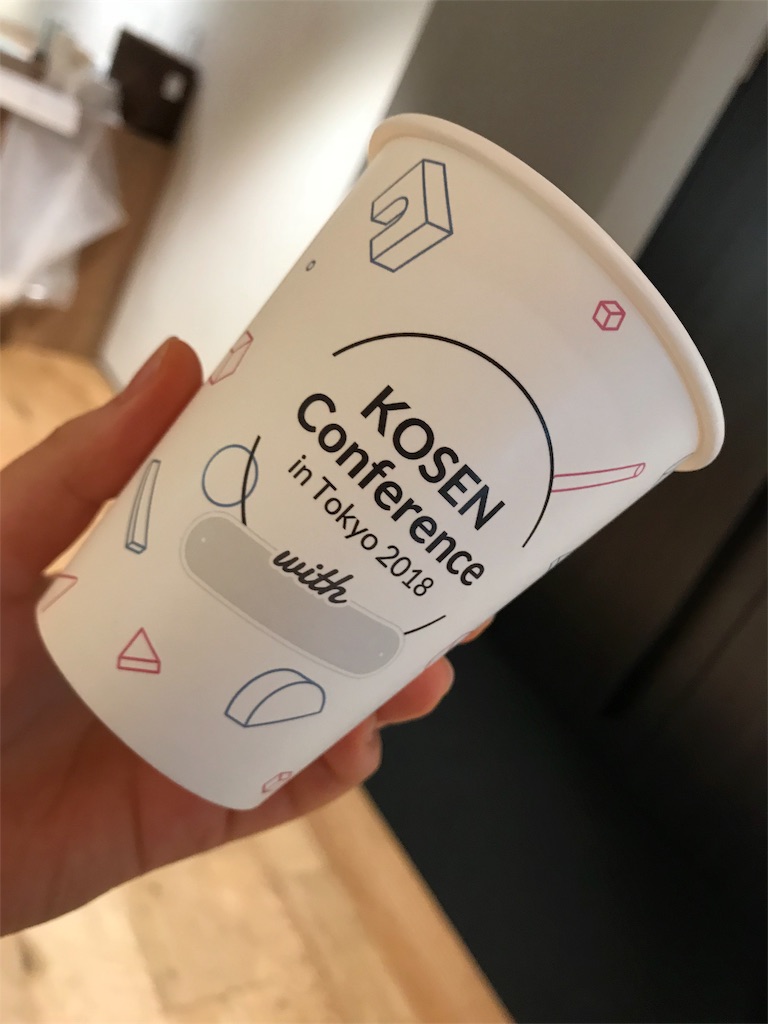 KOSEN
Conference
in Tokyo 2018
with